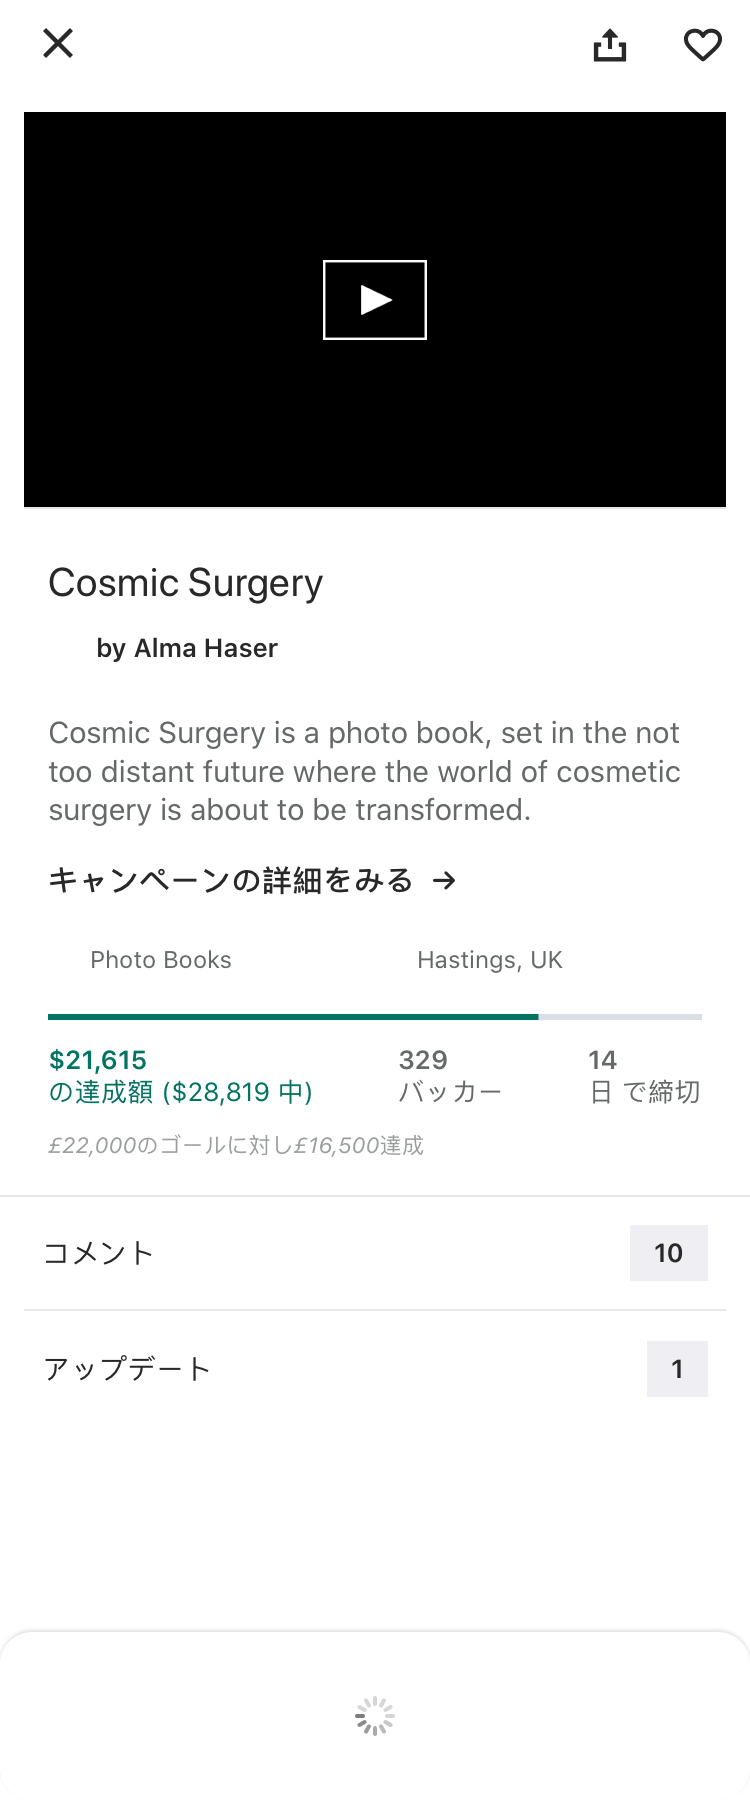 Cosmic Surgery
by Alma Haser
Cosmic Surgery is a photo book, set in the not
too distant future where the world of cosmetic
surgery is about to be transformed.
キャンペーンの詳細をみる →
Photo Books
Hastings, UK
$21,615
の達成額 ($28,819 中)
329
バッカー
14
日 で締切
£22,000のゴールに対し£16,500達成
コメント
10
アップデート
1